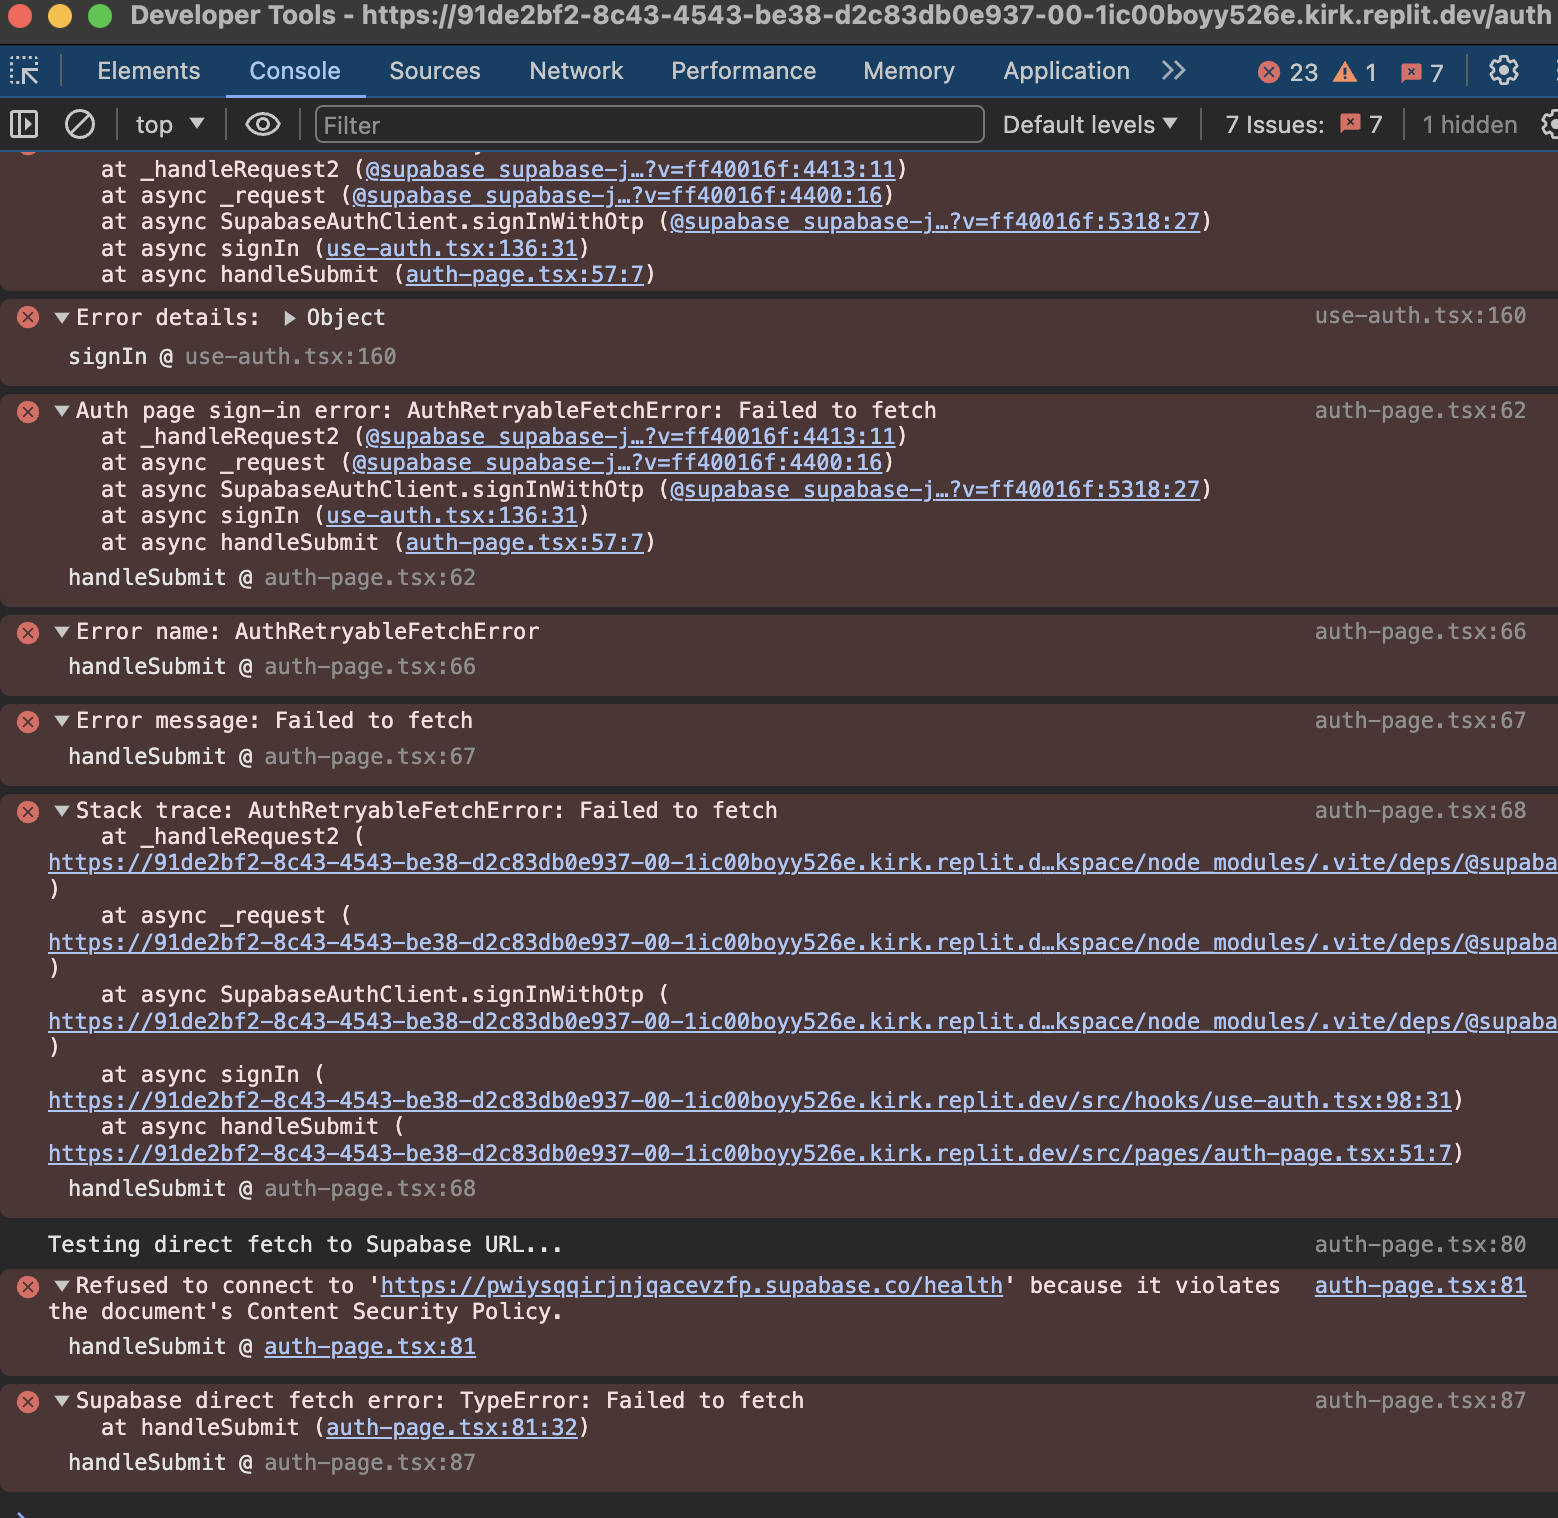 Developer Tools - https://91de2bf2-8c43-4543-be38-d2c83db0e937-00-1ic00boyy526e.kirk.replit.dev/auth
Elements Console Sources Network Performance Memory Application 23 1 7
top Filter Default levels 7 Issues: 7 1 hidden
at _handleRequest2 (@supabase_supabase-j…?v=ff40016f:4413:11)
at async _request (@supabase_supabase-j…?v=ff40016f:4400:16)
at async SupabaseAuthClient.signInWithOtp (@supabase_supabase-j…?v=ff40016f:5318:27)
at async signIn (use-auth.tsx:136:31)
at async handleSubmit (auth-page.tsx:57:7)
Error details: Object use-auth.tsx:160
signIn @ use-auth.tsx:160
Auth page sign-in error: AuthRetryableFetchError: Failed to fetch auth-page.tsx:62
at _handleRequest2 (@supabase_supabase-j…?v=ff40016f:4413:11)
at async _request (@supabase_supabase-j…?v=ff40016f:4400:16)
at async SupabaseAuthClient.signInWithOtp (@supabase_supabase-j…?v=ff40016f:5318:27)
at async signIn (use-auth.tsx:136:31)
at async handleSubmit (auth-page.tsx:57:7)
handleSubmit @ auth-page.tsx:62
Error name: AuthRetryableFetchError auth-page.tsx:66
handleSubmit @ auth-page.tsx:66
Error message: Failed to fetch auth-page.tsx:67
handleSubmit @ auth-page.tsx:67
Stack trace: AuthRetryableFetchError: Failed to fetch auth-page.tsx:68
at _handleRequest2 (
https://91de2bf2-8c43-4543-be38-d2c83db0e937-00-1ic00boyy526e.kirk.replit.d…kspace/node_modules/.vite/deps/@supaba
)
at async _request (
https://91de2bf2-8c43-4543-be38-d2c83db0e937-00-1ic00boyy526e.kirk.replit.d…kspace/node_modules/.vite/deps/@supaba
)
at async SupabaseAuthClient.signInWithOtp (
https://91de2bf2-8c43-4543-be38-d2c83db0e937-00-1ic00boyy526e.kirk.replit.d…kspace/node_modules/.vite/deps/@supaba
)
at async signIn (
https://91de2bf2-8c43-4543-be38-d2c83db0e937-00-1ic00boyy526e.kirk.replit.dev/src/hooks/use-auth.tsx:98:31)
at async handleSubmit (
https://91de2bf2-8c43-4543-be38-d2c83db0e937-00-1ic00boyy526e.kirk.replit.dev/src/pages/auth-page.tsx:51:7)
handleSubmit @ auth-page.tsx:68
Testing direct fetch to Supabase URL... auth-page.tsx:80
Refused to connect to 'https://pwiysqqirjnjqacevzfp.supabase.co/health' because it violates auth-page.tsx:81
the document's Content Security Policy.
handleSubmit @ auth-page.tsx:81
Supabase direct fetch error: TypeError: Failed to fetch auth-page.tsx:87
at handleSubmit (auth-page.tsx:81:32)
handleSubmit @ auth-page.tsx:87